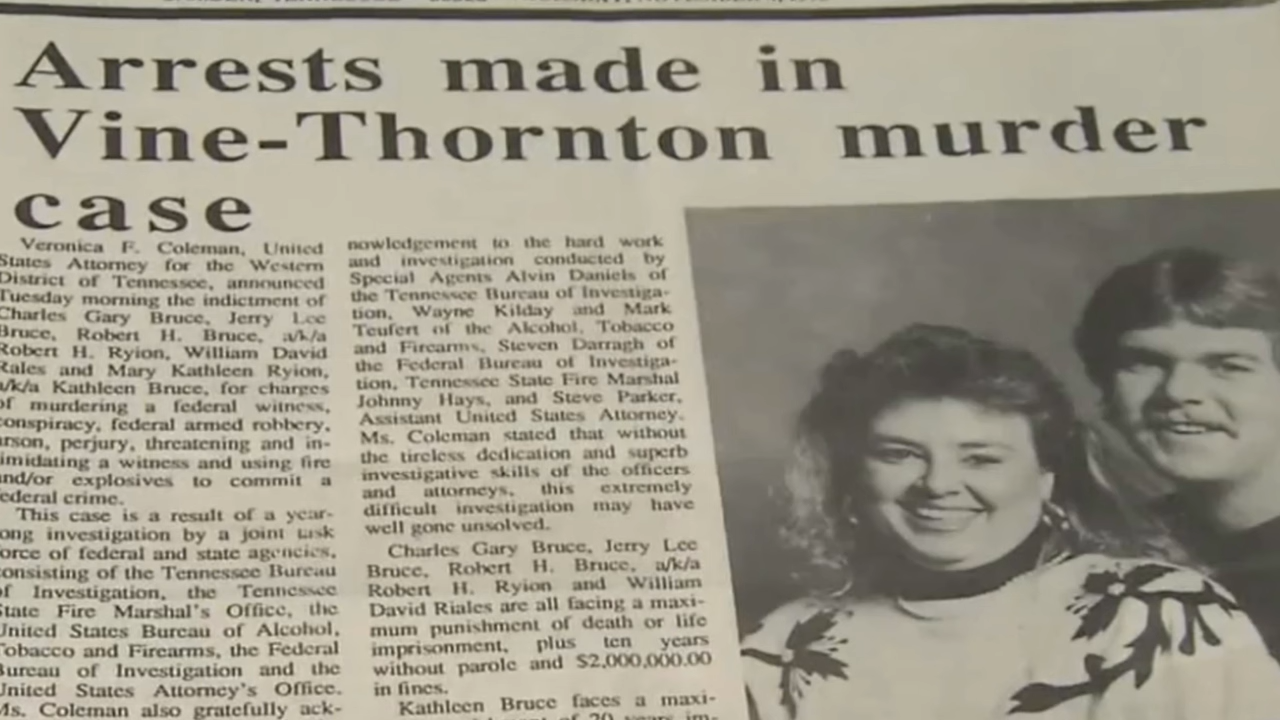 Arrests made in
Vine-Thornton murder
case
Veronica F. Coleman, United
States Attorney for the Western
District of Tennessee, announced
Tuesday morning the indictment of
Charles Gary Bruce, Jerry Lee
Bruce, Robert H. Bruce, a/k/a
Robert H. Ryion, William David
Rales and Mary Kathleen Ryion,
a/k/a Kathleen Bruce, for charges
of murdering a federal witness,
conspiracy, federal armed robbery,
arson, perjury, threatening and in-
timidating a witness and using fire
and/or explosives to commit a
federal crime.
This case is a result of a year-
long investigation by a joint task
force of federal and state agencies,
consisting of the Tennessee Bureau
of Investigation, the Tennessee
State Fire Marshal's Office, the
United States Bureau of Alcohol,
Tobacco and Firearms, the Federal
Bureau of Investigation and the
United States Attorney's Office.
Ms. Coleman also gratefully ack-
nowledgement to the hard work
and investigation conducted by
Special Agents Alvin Daniels of
the Tennessee Bureau of Investiga-
tion, Wayne Kilday and Mark
Teufert of the Alcohol, Tobacco
and Firearms, Steven Darragh of
the Federal Bureau of Investiga-
tion, Tennessee State Fire Marshal
Johnny Hays, and Steve Parker,
Assistant United States Attorney.
Ms. Coleman stated that without
the tireless dedication and superb
investigative skills of the officers
and attorneys, this extremely
difficult investigation may have
well gone unsolved.
Charles Gary Bruce, Jerry Lee
Bruce, Robert H. Bruce, a/k/a
Robert H. Ryion and William
David Riales are all facing a maxi-
mum punishment of death or life
imprisonment, plus ten years
without parole and $2,000,000.00
in fines.
Kathleen Bruce faces a maxi-
of 20 years im-